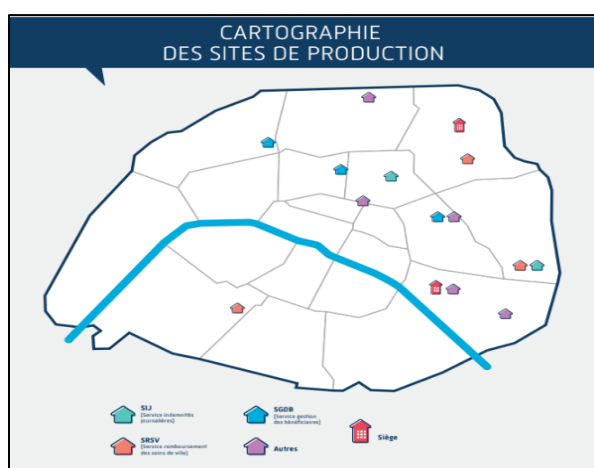 CARTOGRAPHIE
DES SITES DE PRODUCTION
SIJ
(Service indemnités
journalières)
SRSV
(Service remboursement
des soins de ville)
SGDB
(Service gestion
des bénéficiaires)
Autres
Siège